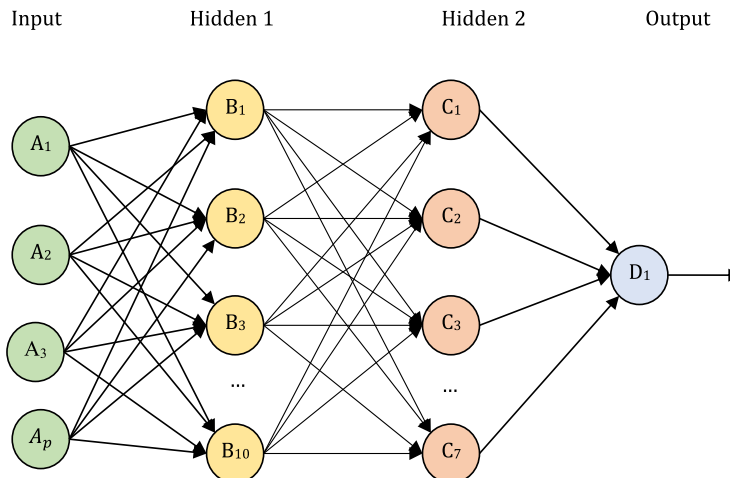 Input Hidden 1 Hidden 2 Output
A1
A2
A3
Ap
B1
B2
B3
...
B10
C1
C2
C3
...
C7
D1